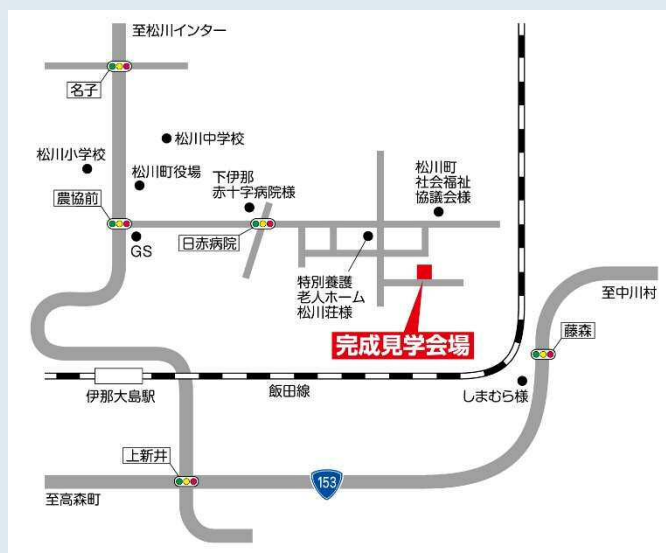 至松川インター
名子
松川中学校
松川小学校
松川町役場
下伊那
赤十字病院様
松川町
社会福祉
協議会様
農協前
GS
日赤病院
特別養護
老人ホーム
松川荘様
至中川村
完成見学会場
藤森
伊那大島駅
飯田線
しまむら様
上新井
153
至高森町